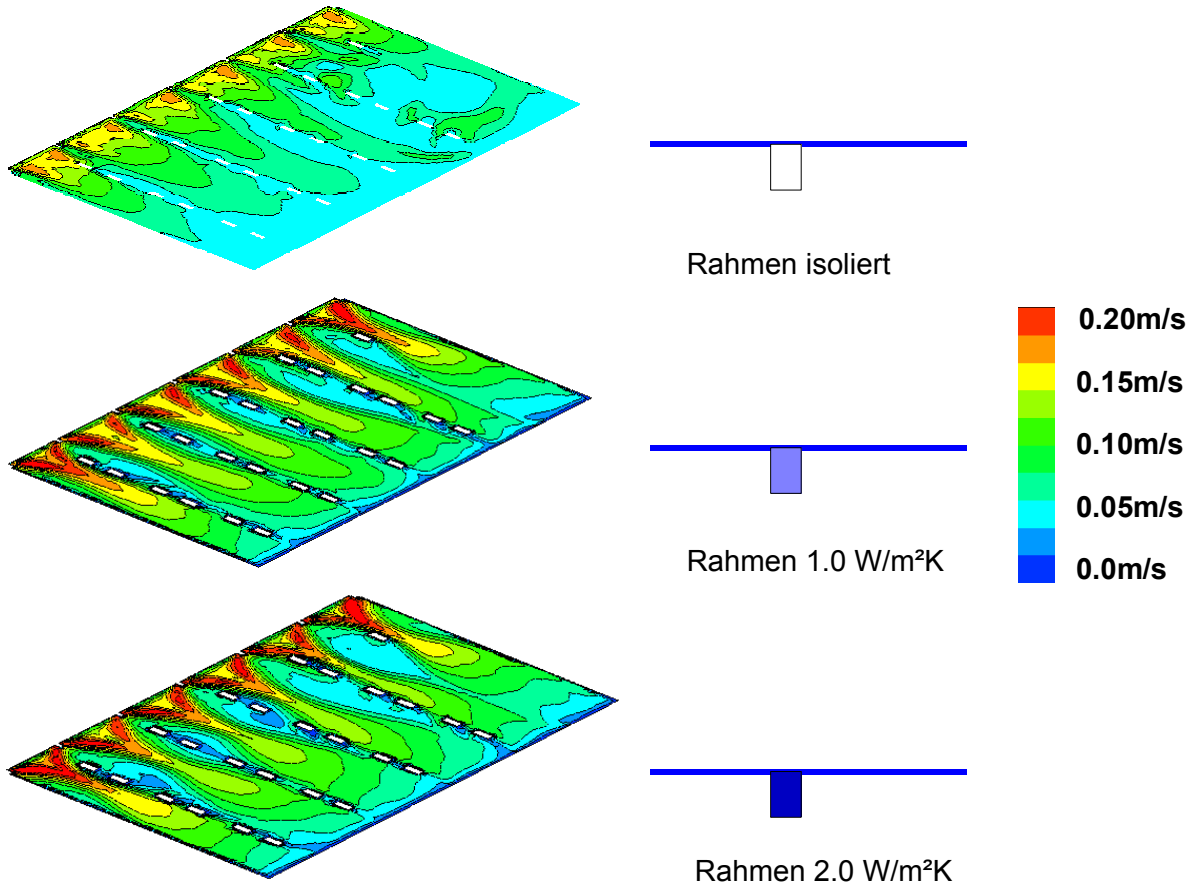 Rahmen isoliert
0.20m/s
0.15m/s
0.10m/s
0.05m/s
0.0m/s
Rahmen 1.0 W/m²K
Rahmen 2.0 W/m²K